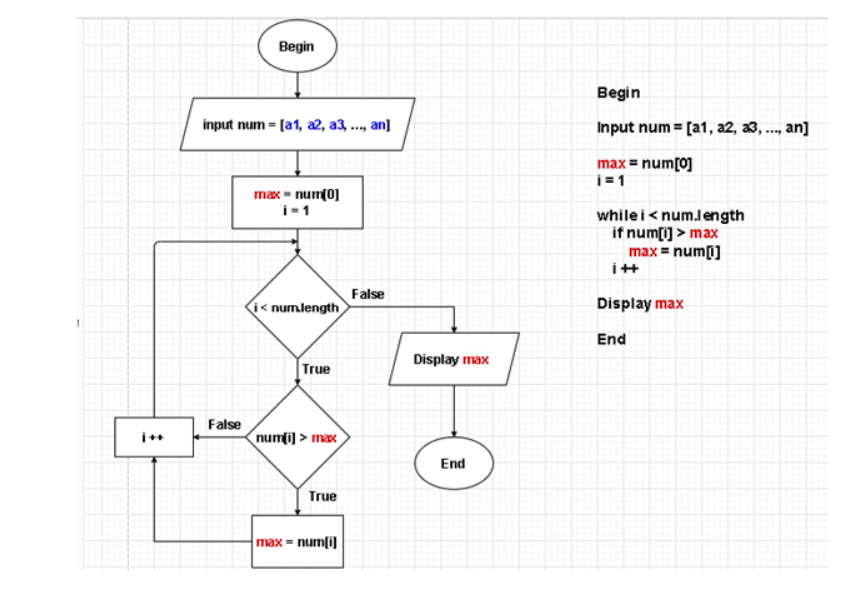 Begin
input num = [a1, a2, a3, ..., an]
max = num[0]
i = 1
i < num.length
False
True
Display max
i ++
False
num[i] > max
End
True
max = num[i]
Begin
Input num = [a1, a2, a3, ..., an]
max = num[0]
i = 1
while i < num.length
if num[i] > max
max = num[i]
i ++
Display max
End